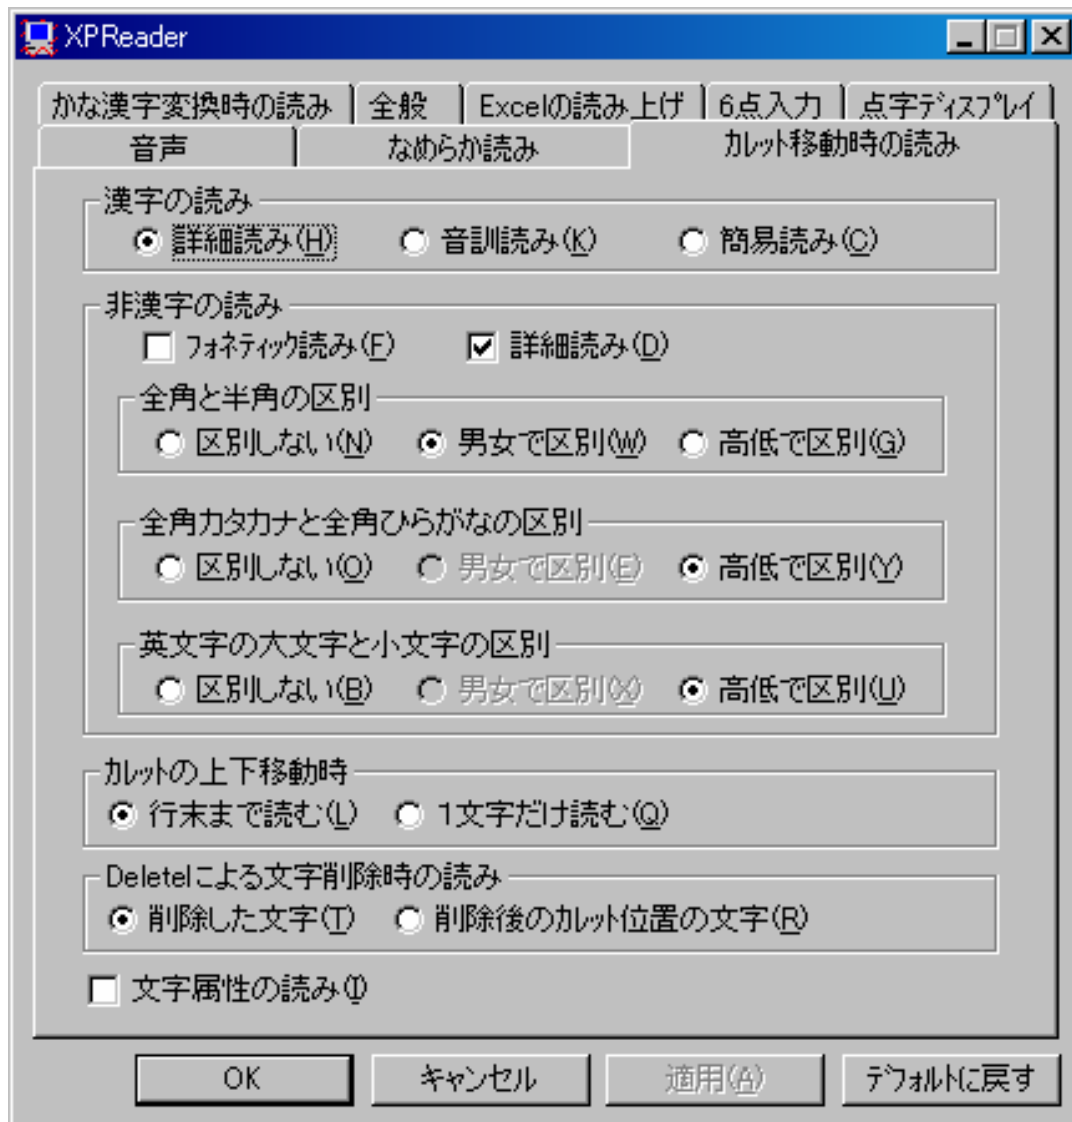 XPReader
かな漢字変換時の読み 全般 Excelの読み上げ 6点入力 点字ディスプレイ
音声 なめらか読み カレット移動時の読み
漢字の読み
詳細読み(H) 音訓読み(K) 簡易読み(C)
非漢字の読み
フォネティック読み(F) 詳細読み(D)
全角と半角の区別
区別しない(N) 男女で区別(W) 高低で区別(G)
全角カタカナと全角ひらがなの区別
区別しない(O) 男女で区別(E) 高低で区別(Y)
英文字の大文字と小文字の区別
区別しない(B) 男女で区別(X) 高低で区別(U)
カレットの上下移動時
行末まで読む(L) 1文字だけ読む(Q)
Deleteによる文字削除時の読み
削除した文字(T) 削除後のカレット位置の文字(R)
文字属性の読み(I)
OK キャンセル 適用(A) デフォルトに戻す